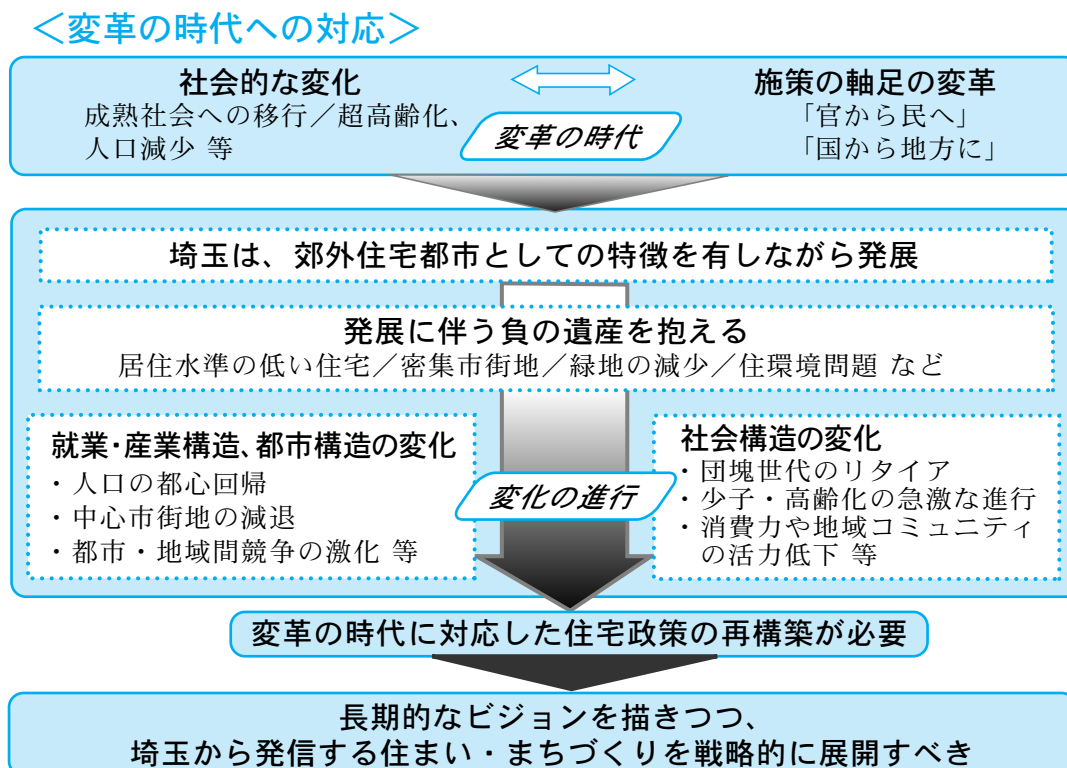 ＜変革の時代への対応＞
社会的な変化
成熟社会への移行／超高齢化、
人口減少 等
変革の時代
施策の軸足の変革
「官から民へ」
「国から地方に」
埼玉は、郊外住宅都市としての特徴を有しながら発展
発展に伴う負の遺産を抱える
居住水準の低い住宅／密集市街地／緑地の減少／住環境問題 など
就業・産業構造、都市構造の変化
・人口の都心回帰
・中心市街地の減退
・都市・地域間競争の激化 等
変化の進行
社会構造の変化
・団塊世代のリタイア
・少子・高齢化の急激な進行
・消費力や地域コミュニティ
の活力低下 等
変革の時代に対応した住宅政策の再構築が必要
長期的なビジョンを描きつつ、
埼玉から発信する住まい・まちづくりを戦略的に展開すべき